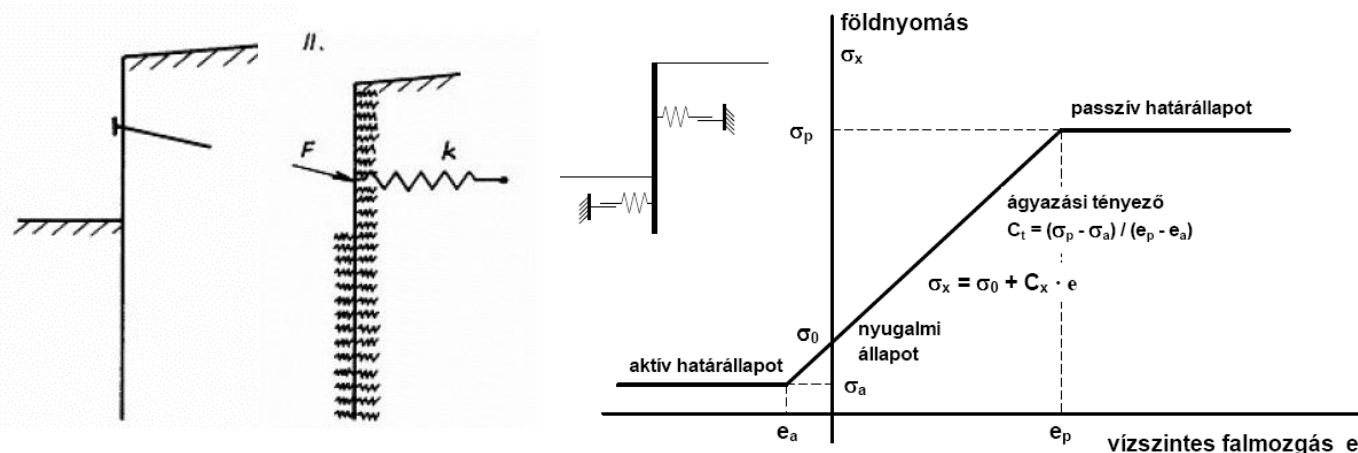 II.
F
k
földnyomás
σx
passzív határállapot
σp
ágyazási tényező
Ct = (σp - σa) / (ep - ea)
σx = σ0 + Cx · e
σ0
nyugalmi
állapot
aktív határállapot
σa
ea
ep
vízszintes falmozgás e